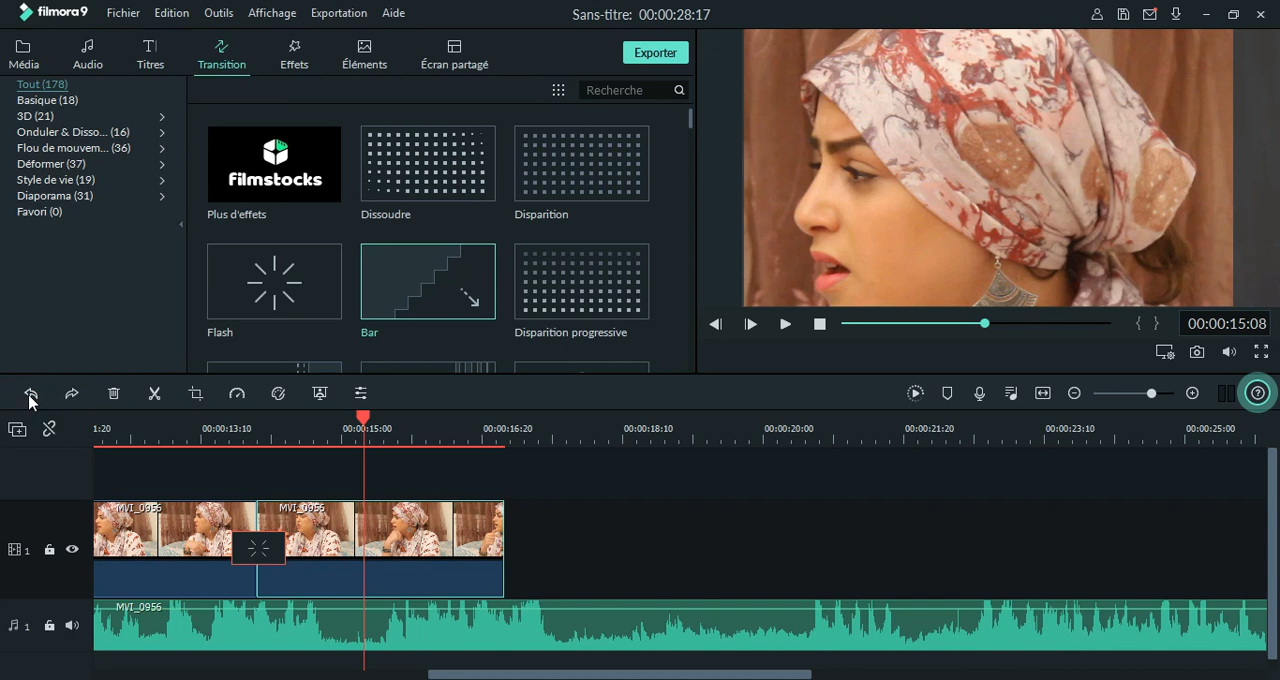 filmora9 Fichier Edition Outils Affichage Exportation Aide Sans-titre: 00:00:28:17
Média Audio Titres Transition Effets Éléments Écran partagé Exporter
Tout (178)
Basique (18)
3D (21)
Onduler & Disso... (16)
Flou de mouvem... (36)
Déformer (37)
Style de vie (19)
Diaporama (31)
Favori (0)
Recherche
filmstocks
Plus d'effets Dissoudre Disparition
Flash Bar Disparition progressive
{ } 00:00:15:08
1:20 00:00:13:10 00:00:15:00 00:00:16:20 00:00:18:10 00:00:20:00 00:00:21:20 00:00:23:10 00:00:25:00
MVI_0956 MVI_0956
1
MVI_0956
1